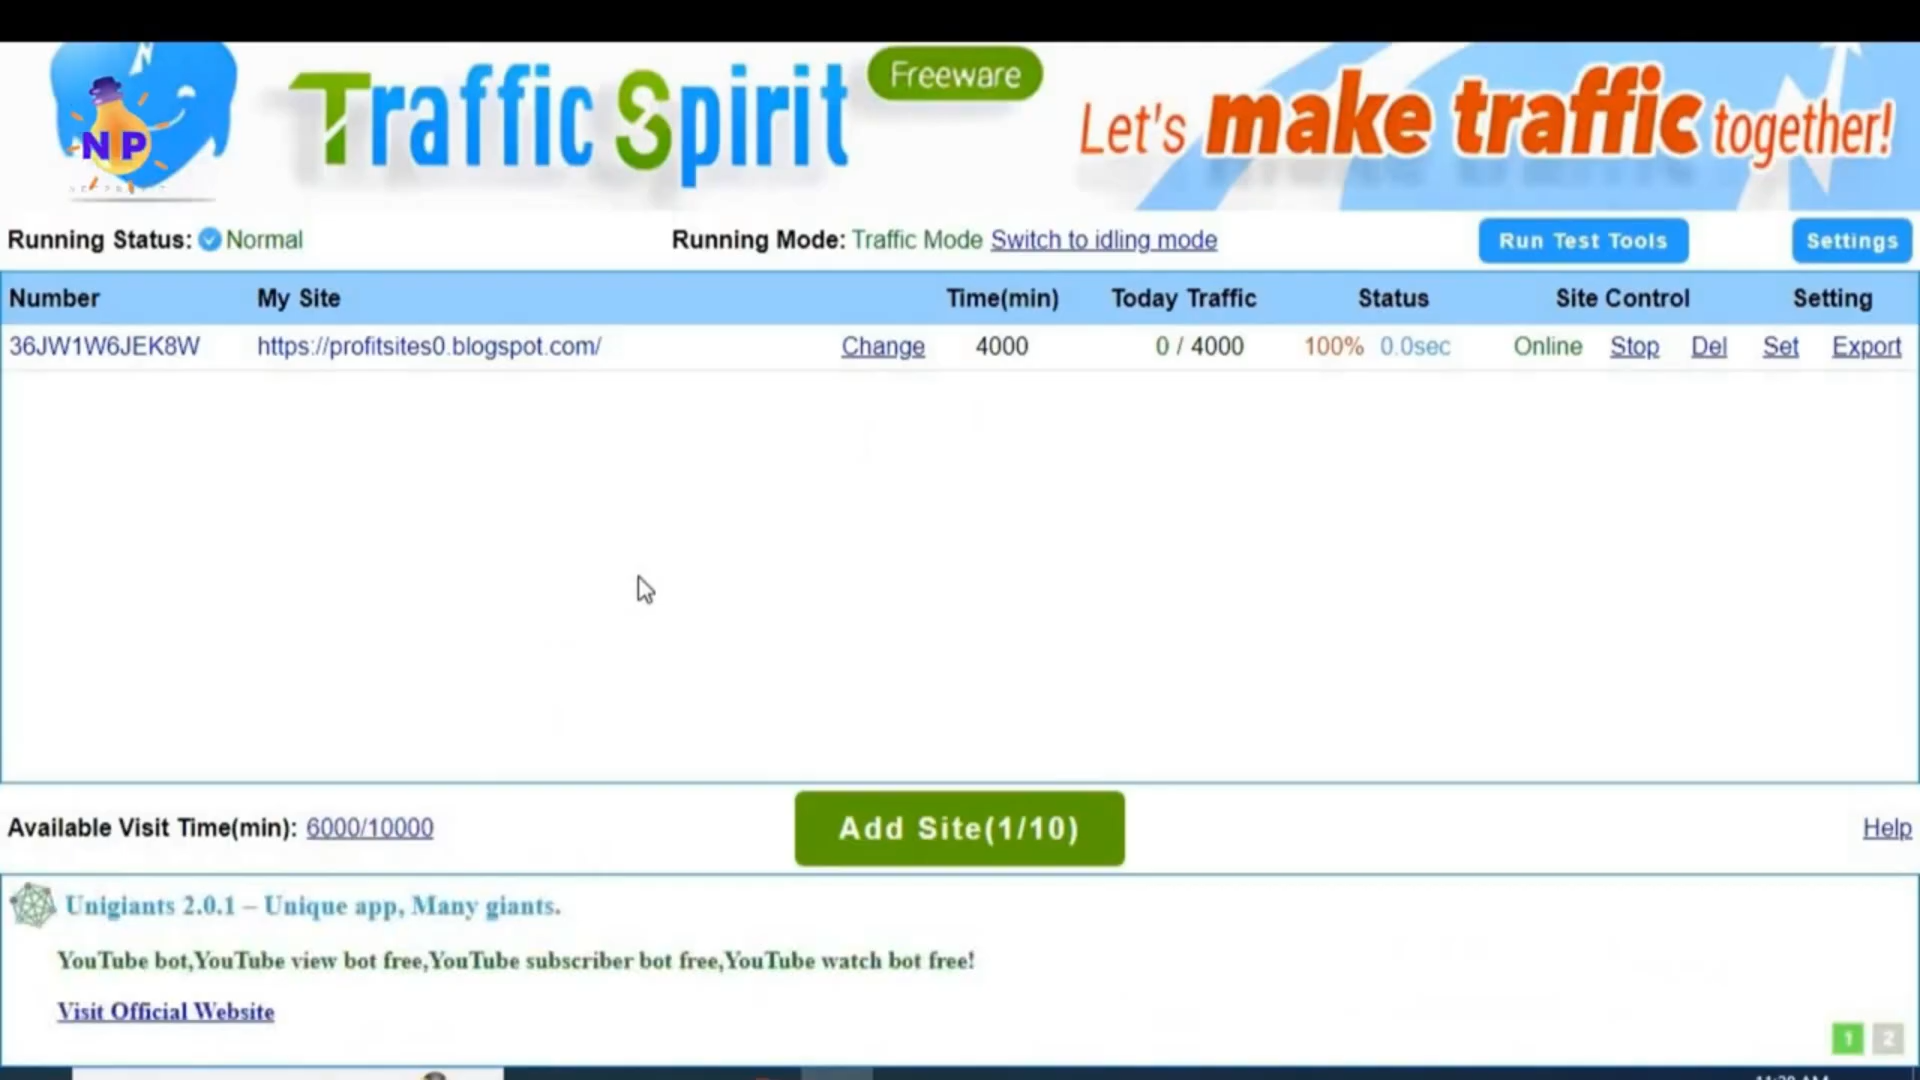 NP
Traffic Spirit
Freeware
Let's make traffic together!
Running Status: Normal
Running Mode: Traffic Mode Switch to idling mode
Run Test Tools
Settings
Number My Site Time(min) Today Traffic Status Site Control Setting
36JW1W6JEK8W https://profitsites0.blogspot.com/ Change 4000 0 / 4000 100% 0.0sec Online Stop Del Set Export
Available Visit Time(min): 6000/10000
Add Site(1/10)
Help
Unigiants 2.0.1 – Unique app, Many giants.
YouTube bot,YouTube view bot free,YouTube subscriber bot free,YouTube watch bot free!
Visit Official Website
1 2